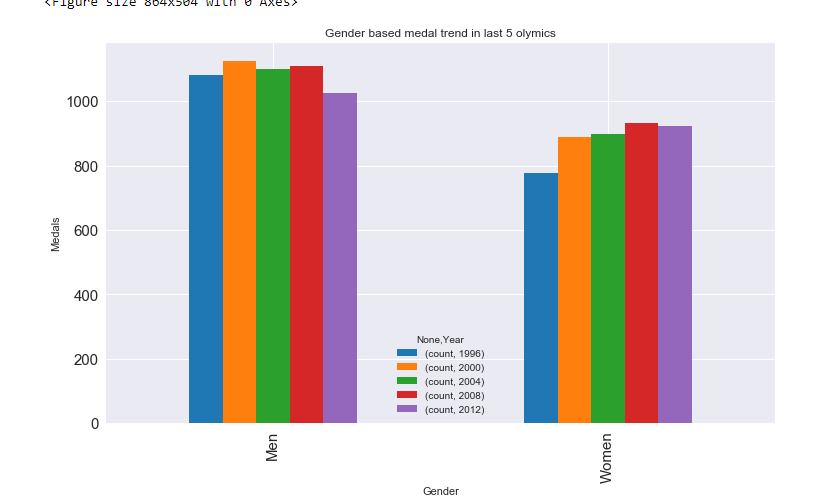 <Figure size 864x504 with 0 Axes>
Gender based medal trend in last 5 olymics
1000
800
600
400
200
0
Medals
None,Year
(count, 1996)
(count, 2000)
(count, 2004)
(count, 2008)
(count, 2012)
Men
Women
Gender